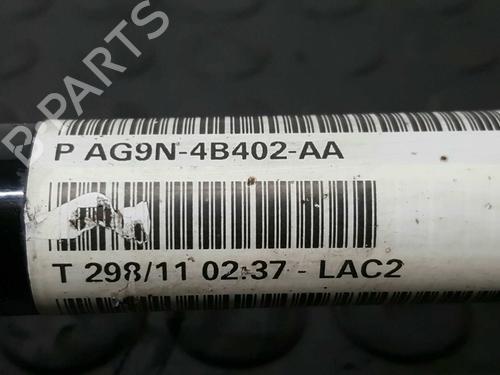 B-PARTS
P AG9N-4B402-AA
T 298/11 02:37 - LAC2